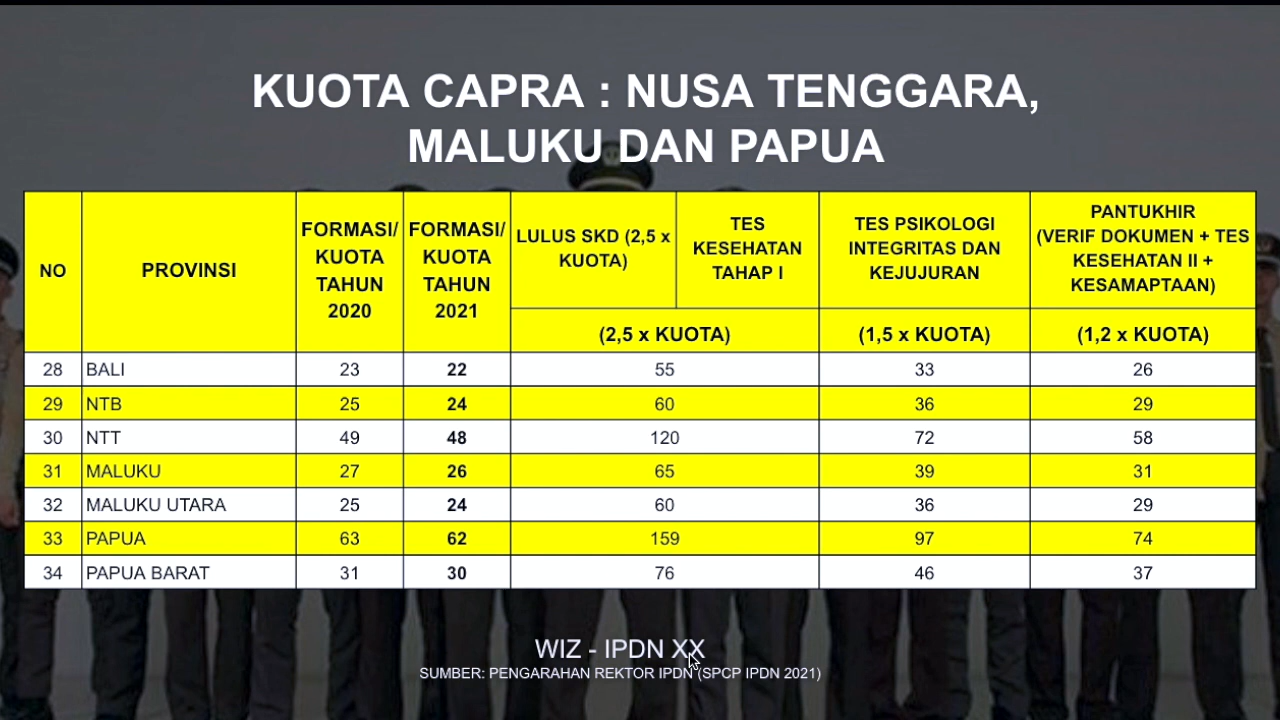 KUOTA CAPRA : NUSA TENGGARA,
MALUKU DAN PAPUA
NO
PROVINSI
FORMASI/
KUOTA
TAHUN
2020
FORMASI/
KUOTA
TAHUN
2021
LULUS SKD (2,5 x
KUOTA)
TES
KESEHATAN
TAHAP I
TES PSIKOLOGI
INTEGRITAS DAN
KEJUJURAN
PANTUKHIR
(VERIF DOKUMEN + TES
KESEHATAN II +
KESAMAPTAAN)
(2,5 x KUOTA) (1,5 x KUOTA) (1,2 x KUOTA)
28 BALI 23 22 55 33 26
29 NTB 25 24 60 36 29
30 NTT 49 48 120 72 58
31 MALUKU 27 26 65 39 31
32 MALUKU UTARA 25 24 60 36 29
33 PAPUA 63 62 159 97 74
34 PAPUA BARAT 31 30 76 46 37
WIZ - IPDN XX
SUMBER: PENGARAHAN REKTOR IPDN (SPCP IPDN 2021)